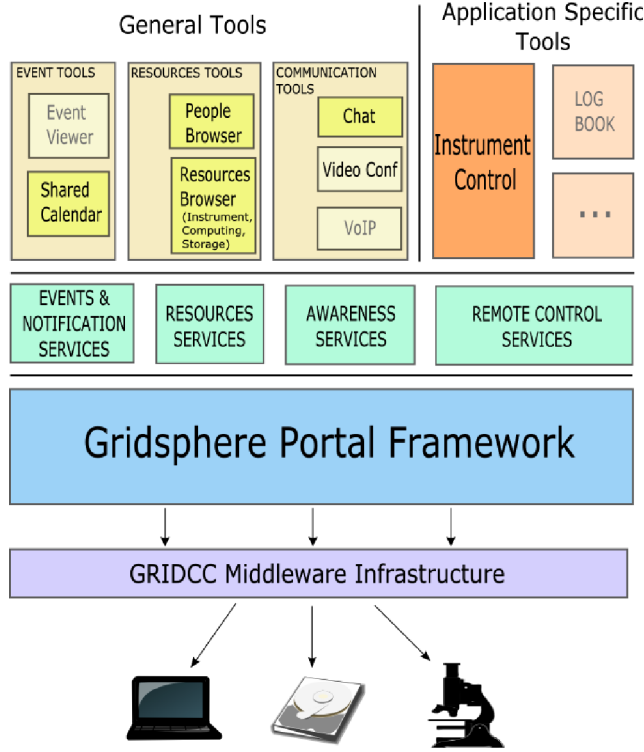 General Tools
Application Specific
Tools
EVENT TOOLS
Event
Viewer
Shared
Calendar
RESOURCES TOOLS
People
Browser
Resources
Browser
(Instrument,
Computing,
Storage)
COMMUNICATION
TOOLS
Chat
Video Conf
VoIP
Instrument
Control
LOG
BOOK
...
EVENTS &
NOTIFICATION
SERVICES
RESOURCES
SERVICES
AWARENESS
SERVICES
REMOTE CONTROL
SERVICES
Gridsphere Portal Framework
GRIDCC Middleware Infrastructure